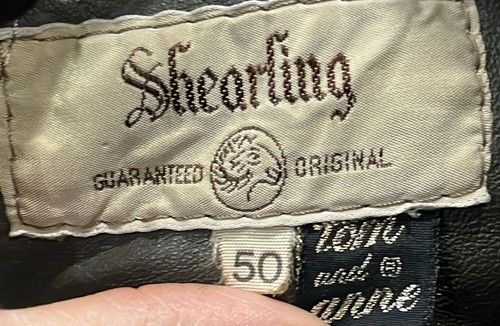 Shearling
GUARANTEED ORIGINAL
50
tom
and ®
anne